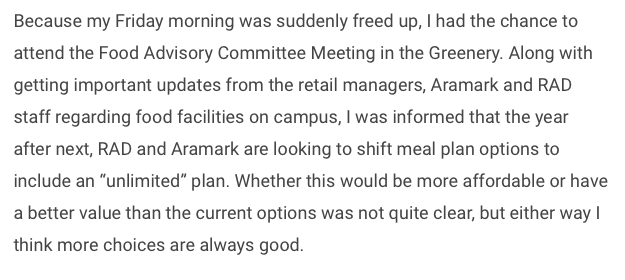 Because my Friday morning was suddenly freed up, I had the chance to
attend the Food Advisory Committee Meeting in the Greenery. Along with
getting important updates from the retail managers, Aramark and RAD
staff regarding food facilities on campus, I was informed that the year
after next, RAD and Aramark are looking to shift meal plan options to
include an “unlimited” plan. Whether this would be more affordable or have
a better value than the current options was not quite clear, but either way I
think more choices are always good.